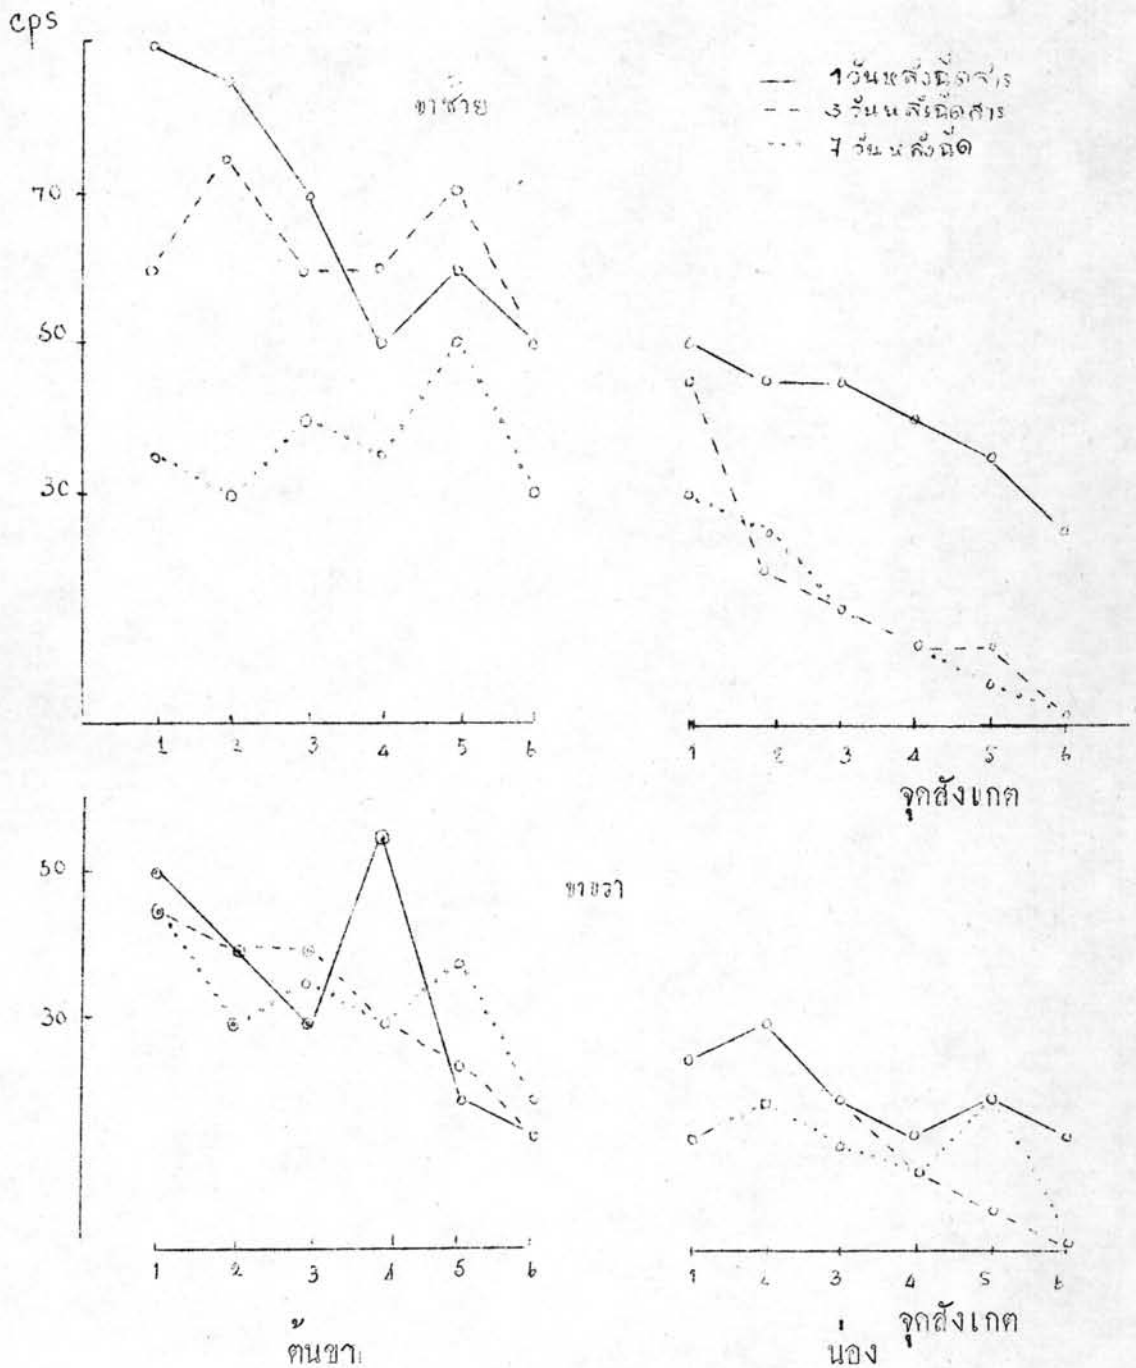 cps
ขาซ้าย
1 วันหลังฉีดสาร
3 วันหลังฉีดสาร
7 วันหลังฉีด
70
50
30
1 2 3 4 5 6
1 2 3 4 5 6
จุดสังเกต
50
ขาขวา
30
1 2 3 4 5 6
1 2 3 4 5 6
จุดสังเกต
ต้นขา
น่อง